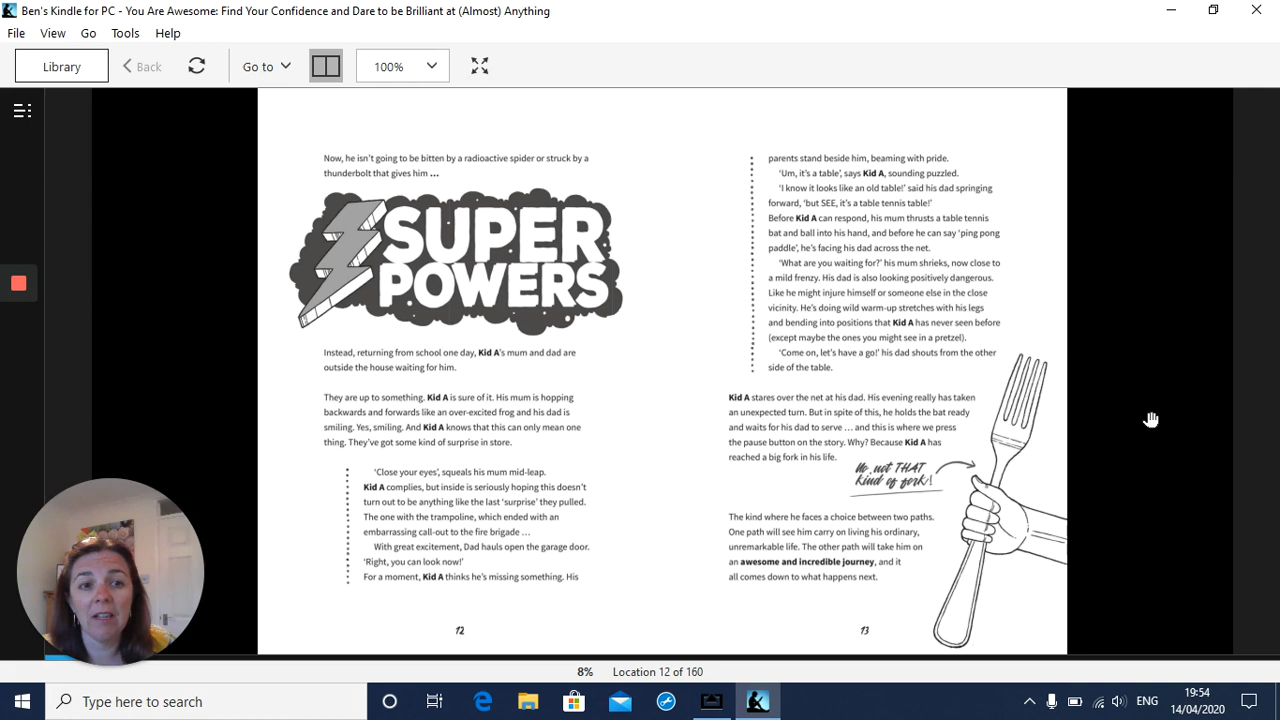 Ben's Kindle for PC - You Are Awesome: Find Your Confidence and Dare to be Brilliant at (Almost) Anything
File View Go Tools Help
Library Back Go to 100%
Now, he isn't going to be bitten by a radioactive spider or struck by a
thunderbolt that gives him ...
SUPER
POWERS
Instead, returning from school one day, Kid A's mum and dad are
outside the house waiting for him.
They are up to something. Kid A is sure of it. His mum is hopping
backwards and forwards like an over-excited frog and his dad is
smiling. Yes, smiling. And Kid A knows that this can only mean one
thing. They've got some kind of surprise in store.
'Close your eyes', squeals his mum mid-leap.
Kid A complies, but inside is seriously hoping this doesn't
turn out to be anything like the last 'surprise' they pulled.
The one with the trampoline, which ended with an
embarrassing call-out to the fire brigade ...
With great excitement, Dad hauls open the garage door.
'Right, you can look now!'
For a moment, Kid A thinks he's missing something. His
12
parents stand beside him, beaming with pride.
'Um, it's a table', says Kid A, sounding puzzled.
'I know it looks like an old table!' said his dad springing
forward, 'but SEE, it's a table tennis table!'
Before Kid A can respond, his mum thrusts a table tennis
bat and ball into his hand, and before he can say 'ping pong
paddle', he's facing his dad across the net.
'What are you waiting for?' his mum shrieks, now close to
a mild frenzy. His dad is also looking positively dangerous.
Like he might injure himself or someone else in the close
vicinity. He's doing wild warm-up stretches with his legs
and bending into positions that Kid A has never seen before
(except maybe the ones you might see in a pretzel).
'Come on, let's have a go!' his dad shouts from the other
side of the table.
Kid A stares over the net at his dad. His evening really has taken
an unexpected turn. But in spite of this, he holds the bat ready
and waits for his dad to serve ... and this is where we press
the pause button on the story. Why? Because Kid A has
reached a big fork in his life.
No, not THAT
kind of fork!
The kind where he faces a choice between two paths.
One path will see him carry on living his ordinary,
unremarkable life. The other path will take him on
an awesome and incredible journey, and it
all comes down to what happens next.
13
8% Location 12 of 160
Type here to search
ENG
19:54
14/04/2020